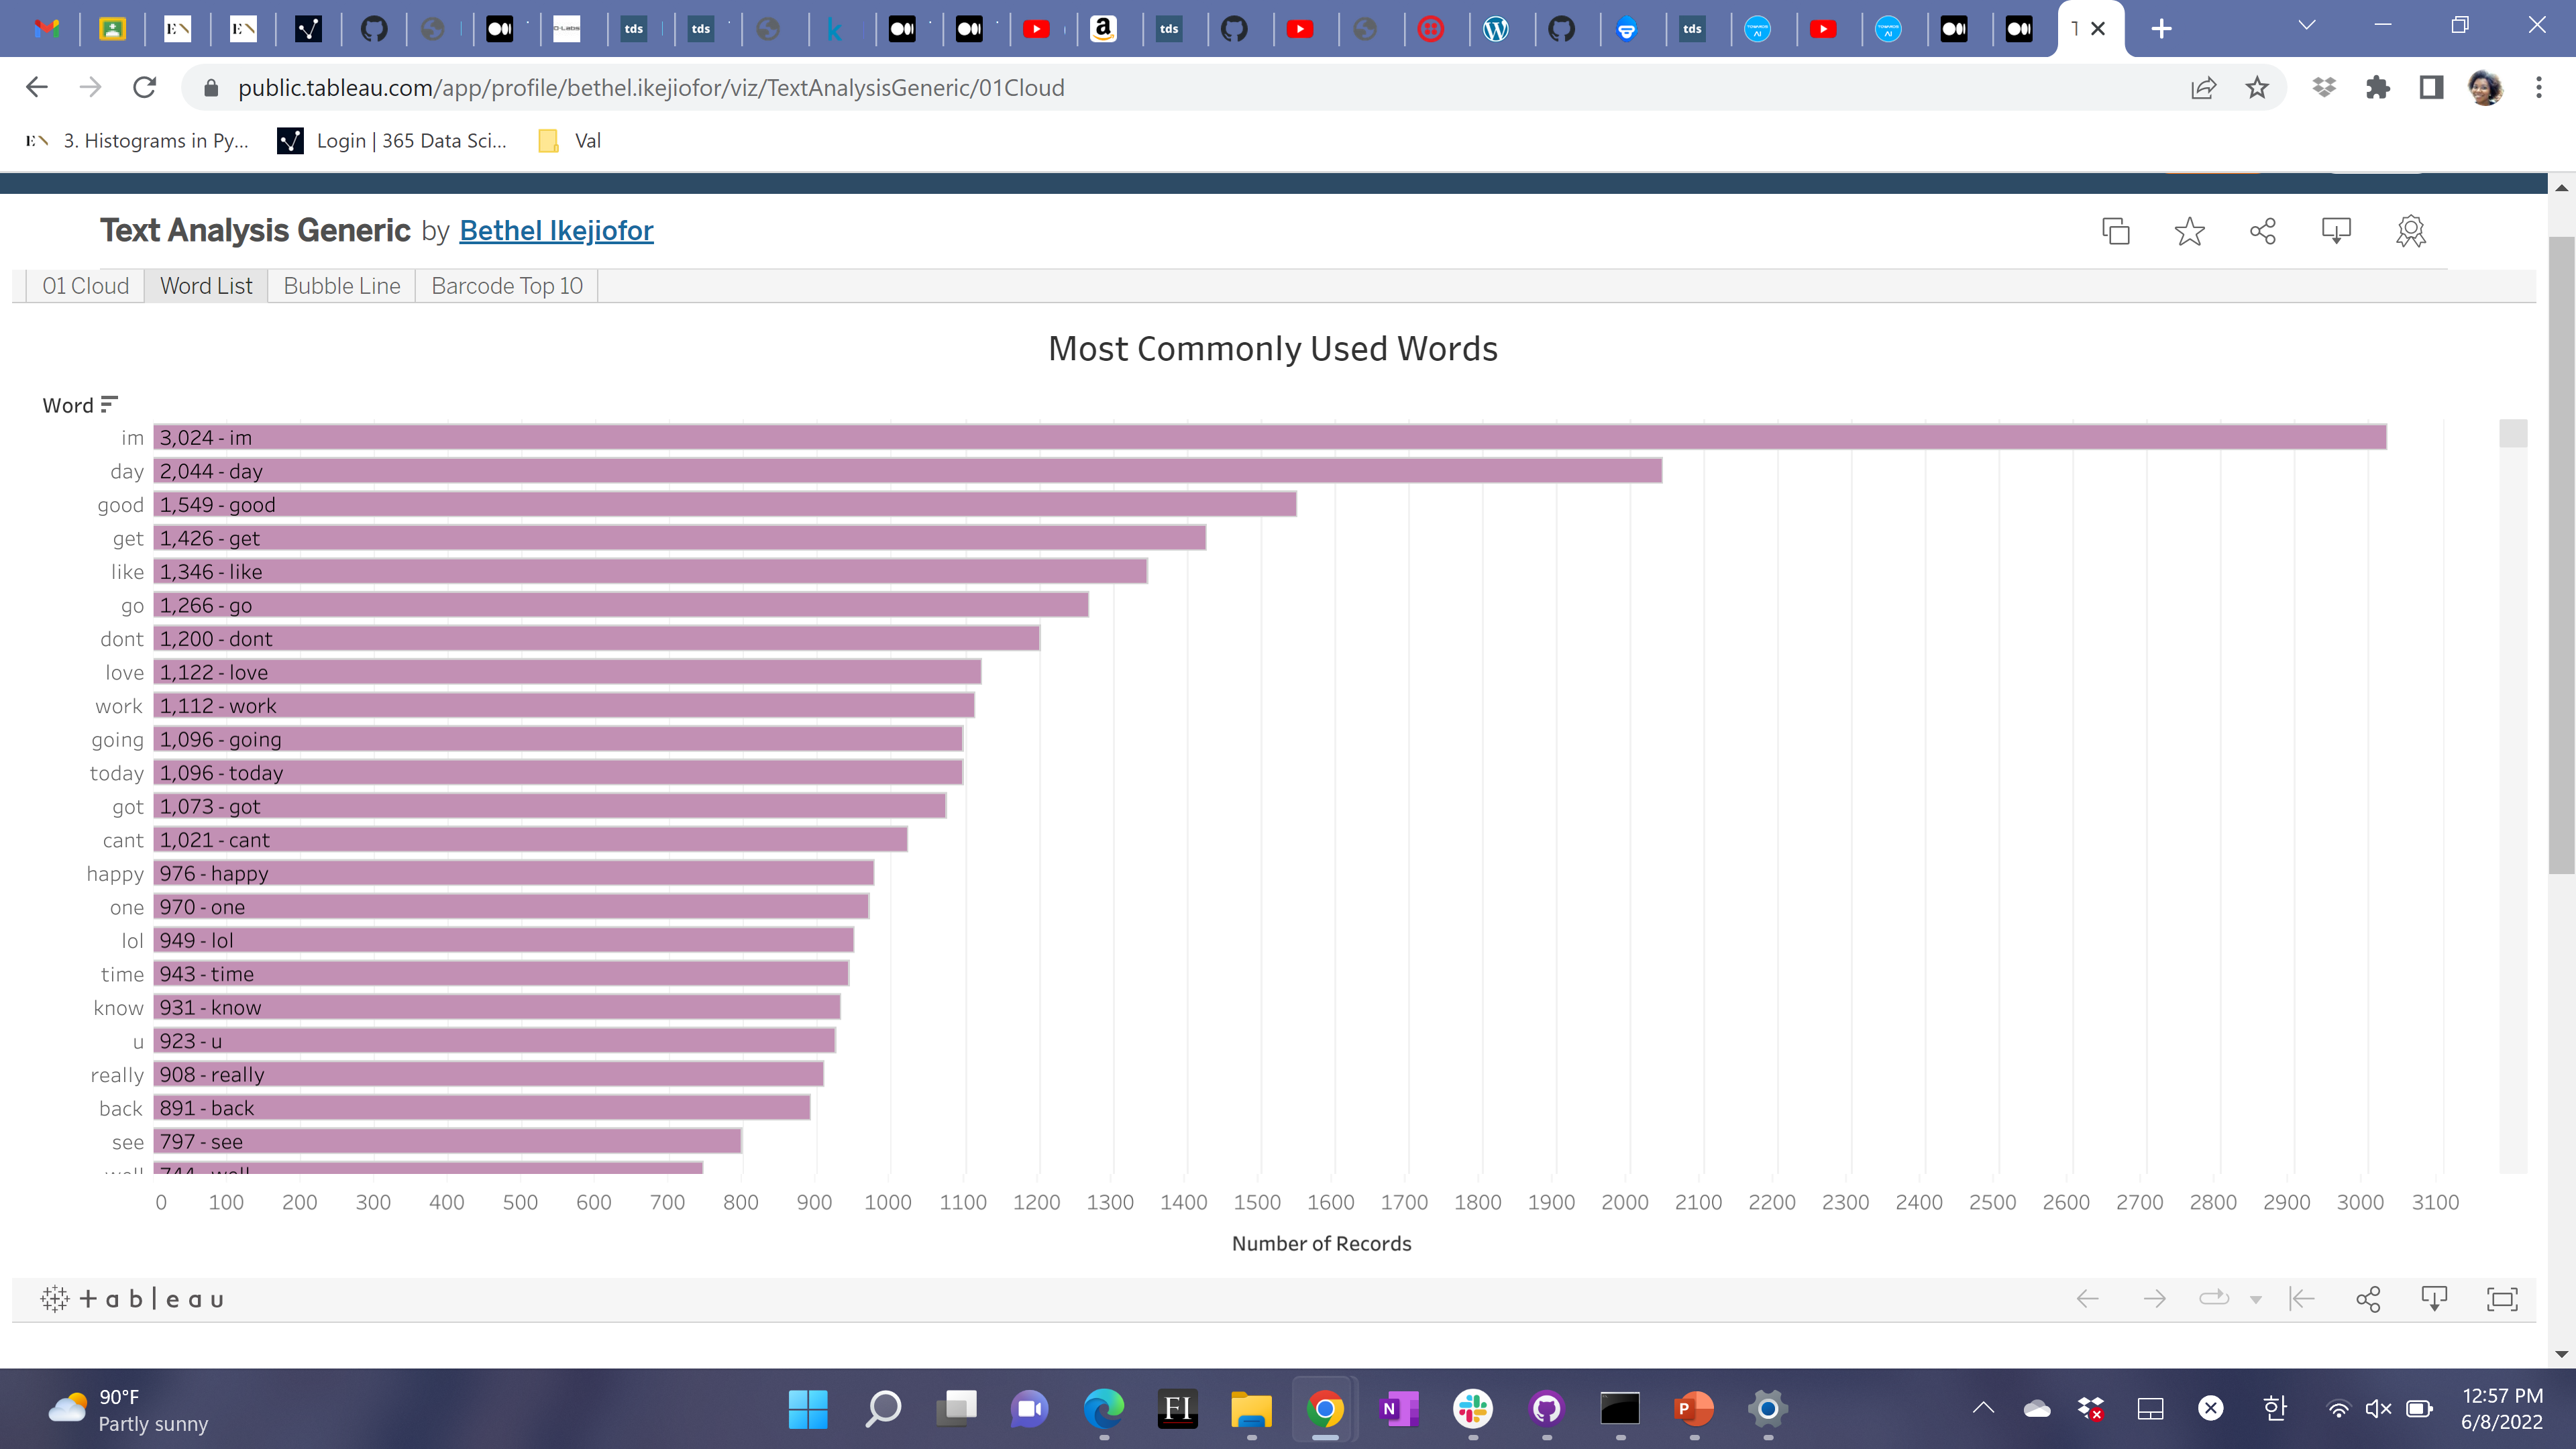 public.tableau.com/app/profile/bethel.ikejiofor/viz/TextAnalysisGeneric/01Cloud
3. Histograms in Py...
Login | 365 Data Sci...
Val
Text Analysis Generic by Bethel Ikejiofor
01 Cloud
Word List
Bubble Line
Barcode Top 10
Most Commonly Used Words
Word
im 3,024 - im
day 2,044 - day
good 1,549 - good
get 1,426 - get
like 1,346 - like
go 1,266 - go
dont 1,200 - dont
love 1,122 - love
work 1,112 - work
going 1,096 - going
today 1,096 - today
got 1,073 - got
cant 1,021 - cant
happy 976 - happy
one 970 - one
lol 949 - lol
time 943 - time
know 931 - know
u 923 - u
really 908 - really
back 891 - back
see 797 - see
0 100 200 300 400 500 600 700 800 900 1000 1100 1200 1300 1400 1500 1600 1700 1800 1900 2000 2100 2200 2300 2400 2500 2600 2700 2800 2900 3000 3100
Number of Records
+ableau
90°F
Partly sunny
FI
한
12:57 PM
6/8/2022